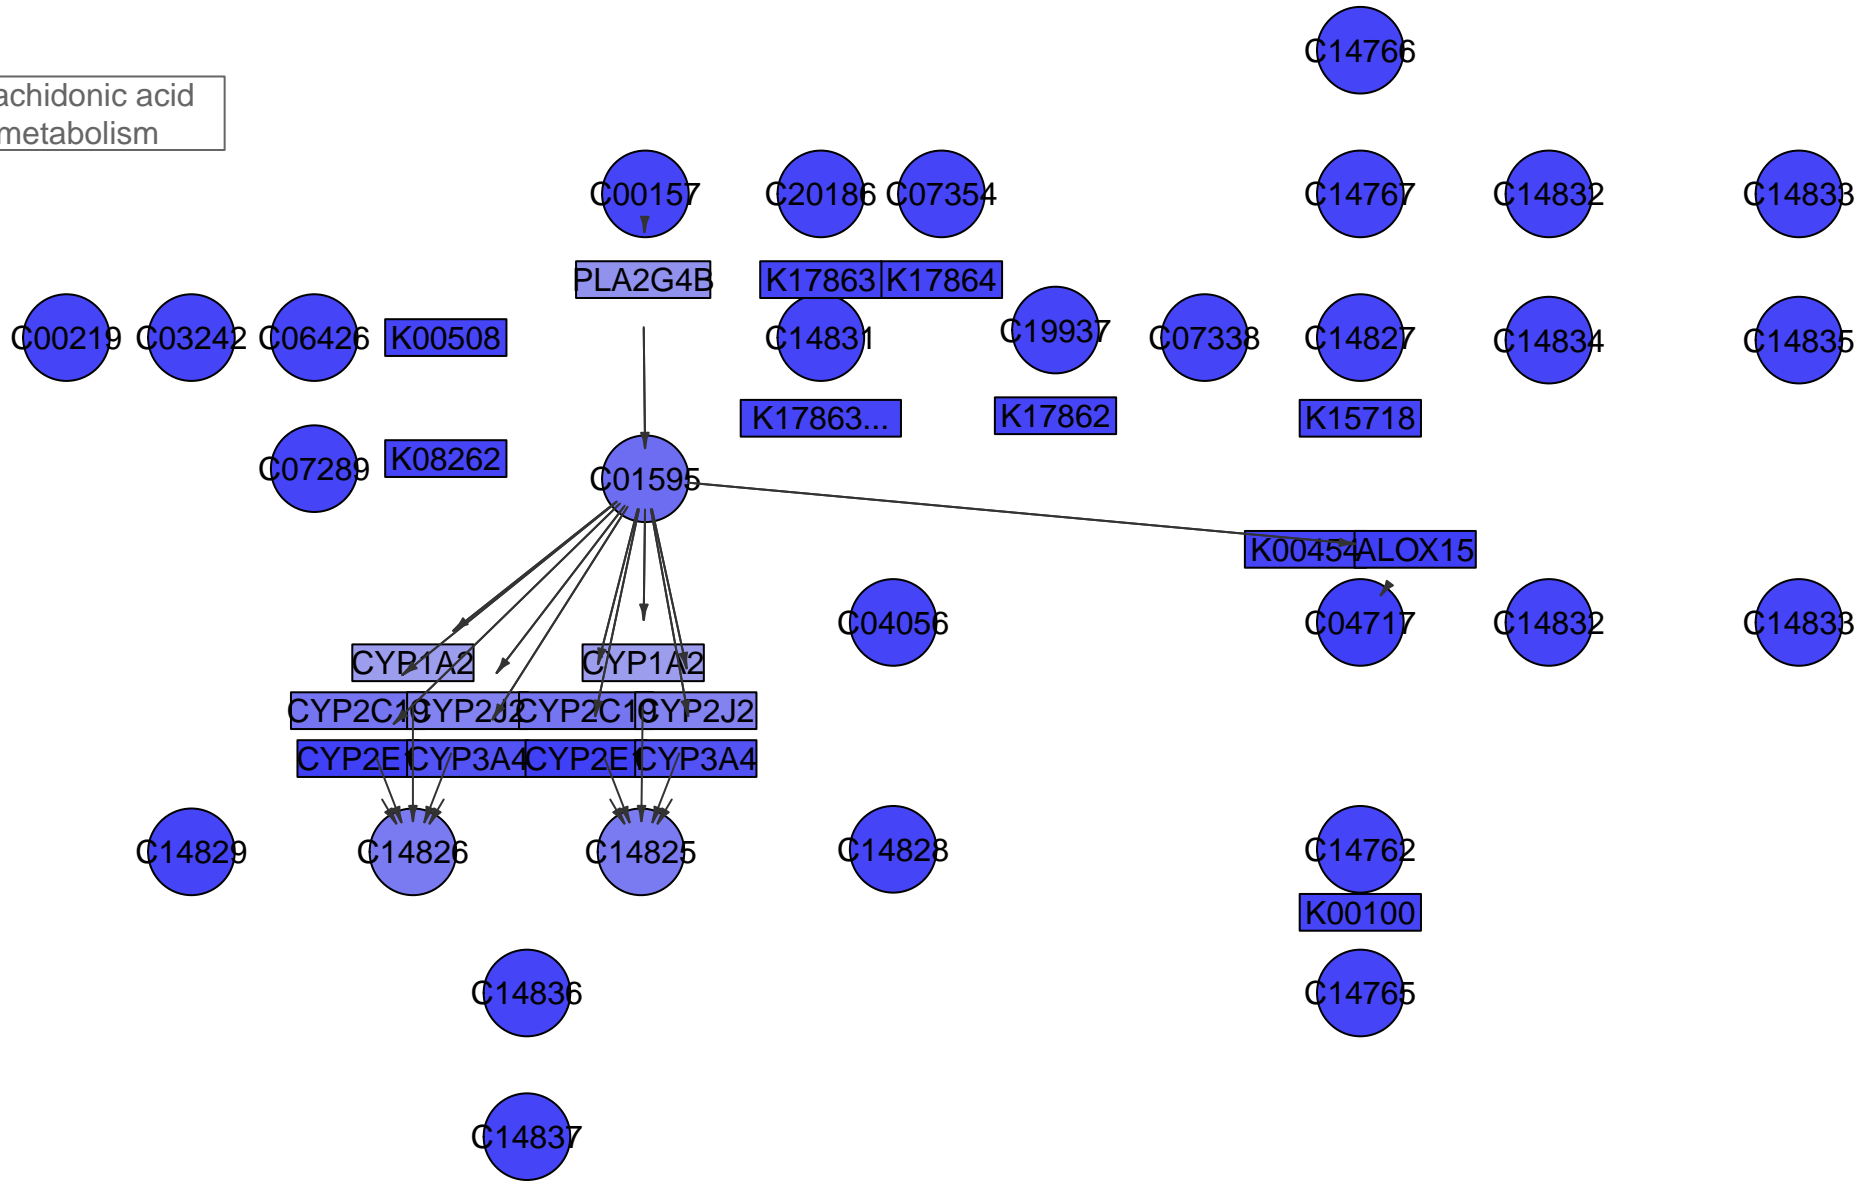 C14766
achidonic acid
metabolism
C00157
C20186
C07354
C14767
C14832
C14833
PLA2G4B
K17863
K17864
C00219
C03242
C06426
K00508
C14831
C19937
C07338
C14827
C14834
C14835
K17863...
K17862
K15718
C07289
K08262
C01595
K00454
ALOX15
C04056
C04717
C14832
C14833
CYP1A2
CYP1A2
CYP2C19
CYP2J2
CYP2C19
CYP2J2
CYP2E1
CYP3A4
CYP2E1
CYP3A4
C14829
C14826
C14825
C14828
C14762
K00100
C14836
C14765
C14837